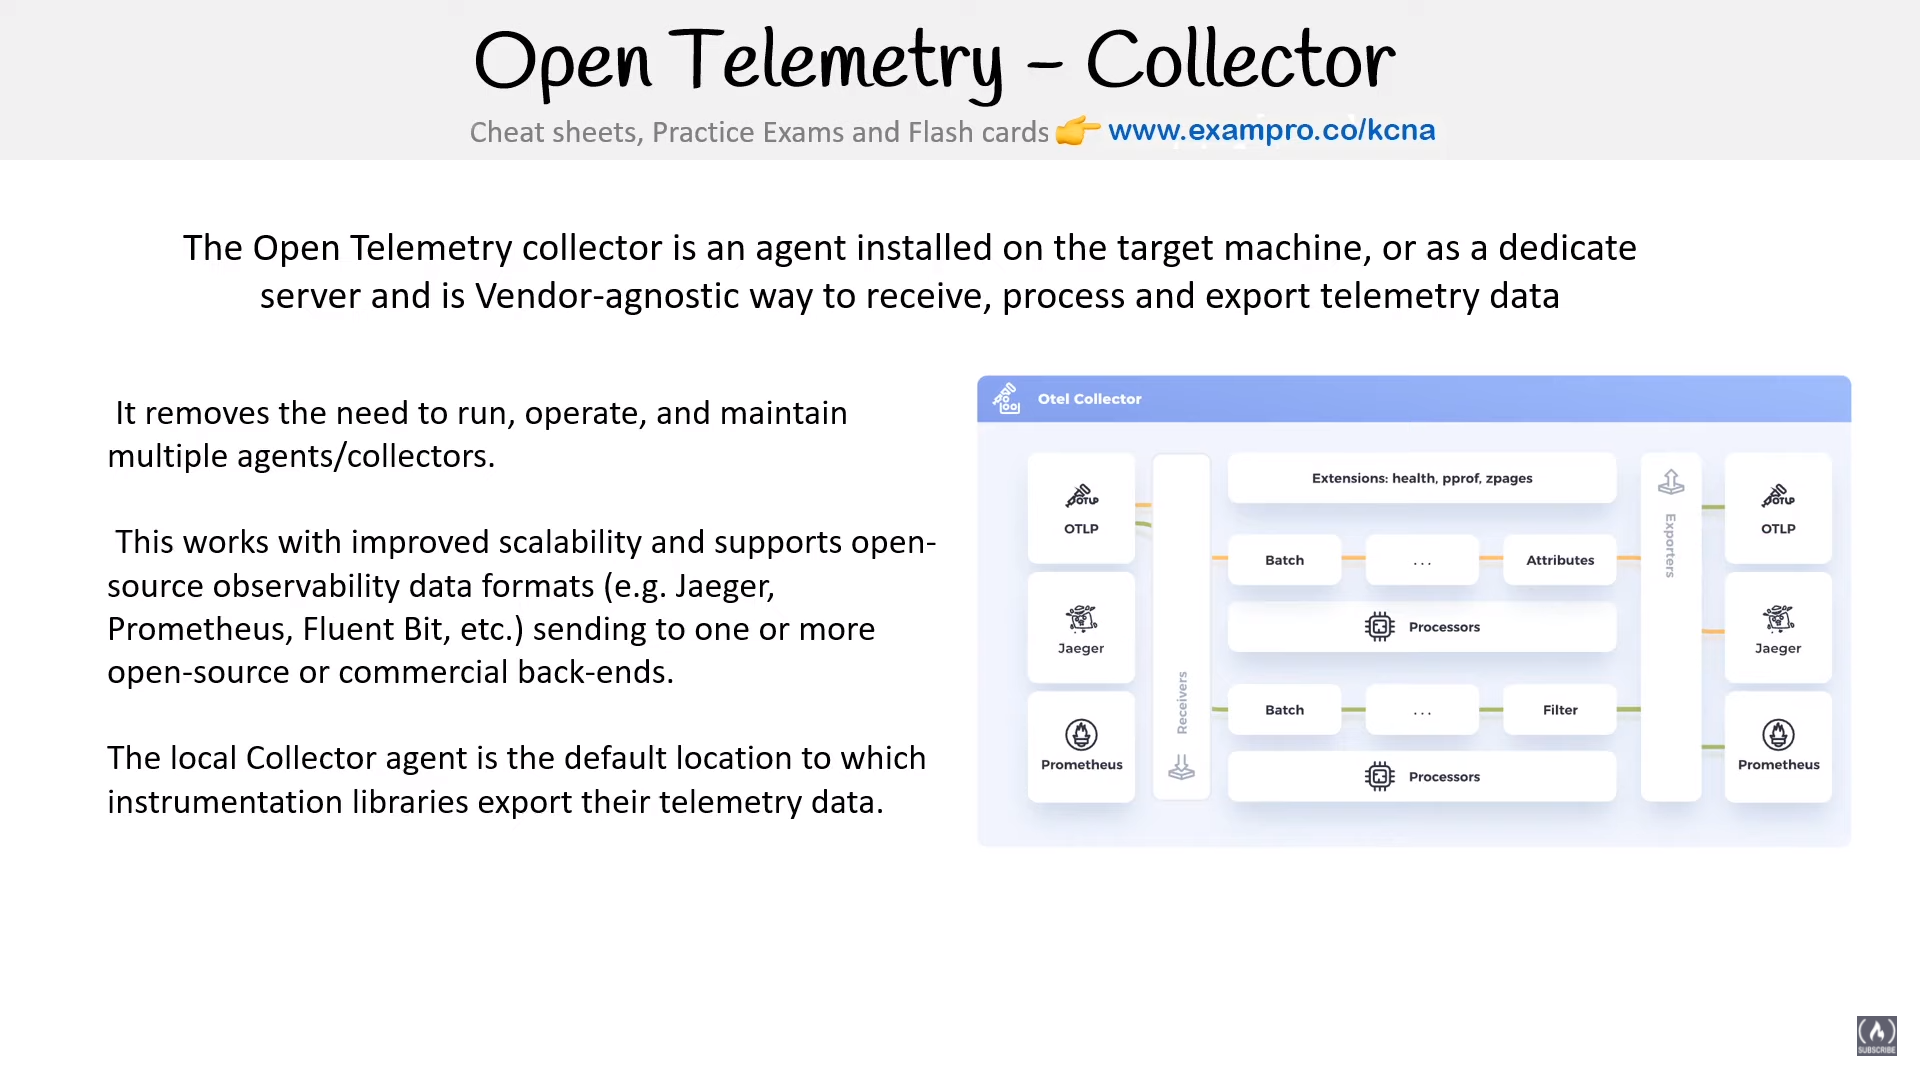 Open Telemetry – Collector
Cheat sheets, Practice Exams and Flash cards 👉 www.exampro.co/kcna
The Open Telemetry collector is an agent installed on the target machine, or as a dedicate
server and is Vendor-agnostic way to receive, process and export telemetry data
It removes the need to run, operate, and maintain
multiple agents/collectors.
This works with improved scalability and supports open-
source observability data formats (e.g. Jaeger,
Prometheus, Fluent Bit, etc.) sending to one or more
open-source or commercial back-ends.
The local Collector agent is the default location to which
instrumentation libraries export their telemetry data.
Otel Collector
OTLP
OTLP
Jaeger
Prometheus
Receivers
Extensions: health, pprof, zpages
Batch
...
Attributes
Processors
Batch
...
Filter
Processors
Exporters
OTLP
OTLP
Jaeger
Prometheus
SUBSCRIBE